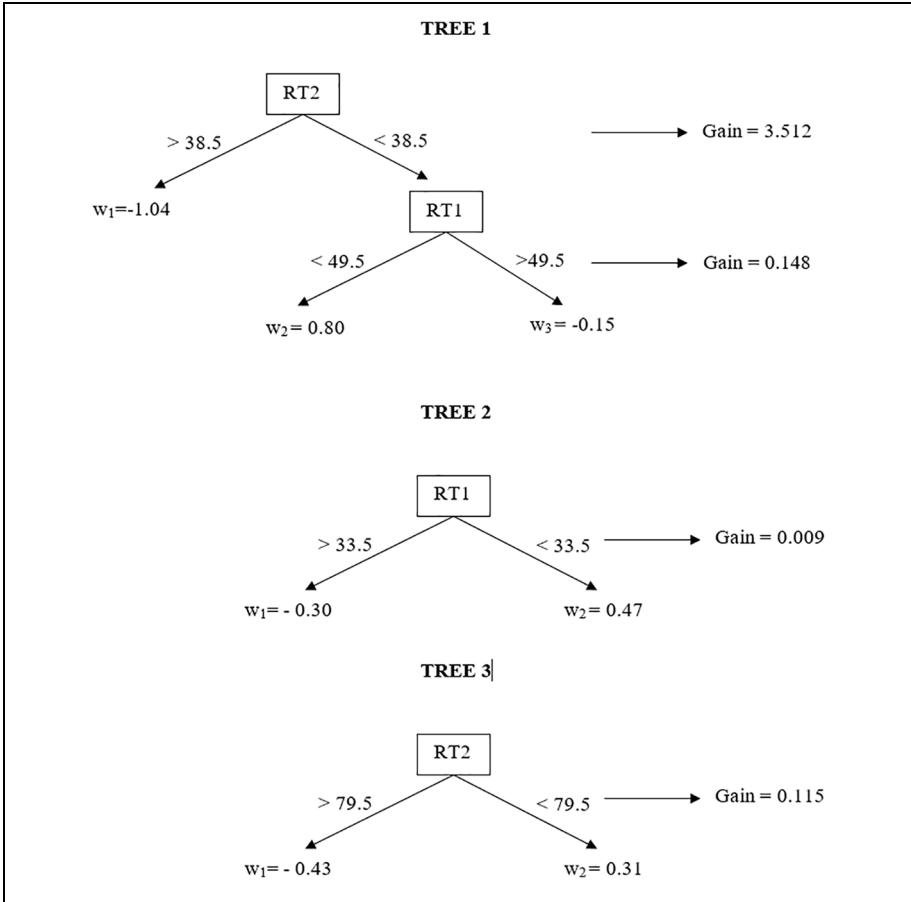 TREE 1
RT2
> 38.5
< 38.5
Gain = 3.512
w₁=-1.04
RT1
< 49.5
>49.5
Gain = 0.148
w₂= 0.80
w₃= -0.15
TREE 2
RT1
> 33.5
< 33.5
Gain = 0.009
w₁= - 0.30
w₂= 0.47
TREE 3
RT2
> 79.5
< 79.5
Gain = 0.115
w₁= - 0.43
w₂= 0.31